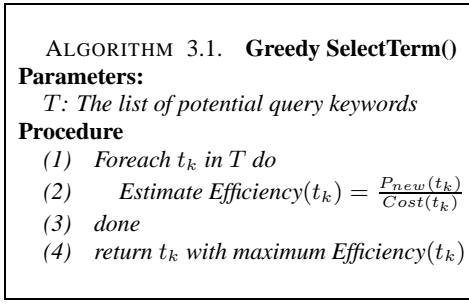 ALGORITHM 3.1. Greedy SelectTerm()
Parameters:
T: The list of potential query keywords
Procedure
(1) Foreach t_k in T do
(2) Estimate Efficiency(t_k) = P_new(t_k)/Cost(t_k)
(3) done
(4) return t_k with maximum Efficiency(t_k)